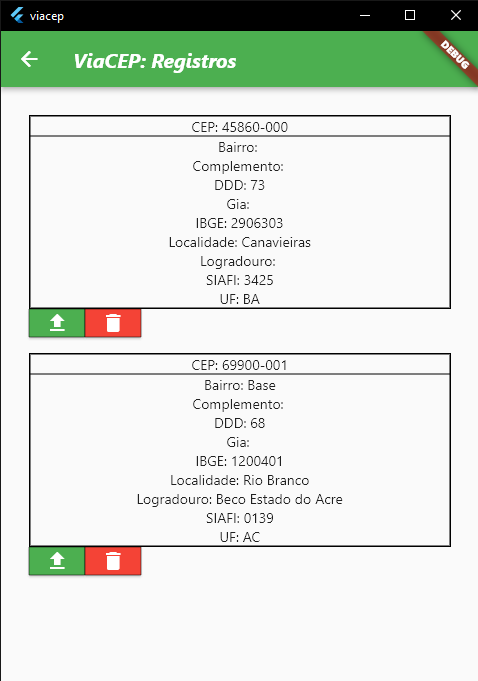 viacep
ViaCEP: Registros
DEBUG
CEP: 45860-000
Bairro:
Complemento:
DDD: 73
Gia:
IBGE: 2906303
Localidade: Canavieiras
Logradouro:
SIAFI: 3425
UF: BA
CEP: 69900-001
Bairro: Base
Complemento:
DDD: 68
Gia:
IBGE: 1200401
Localidade: Rio Branco
Logradouro: Beco Estado do Acre
SIAFI: 0139
UF: AC